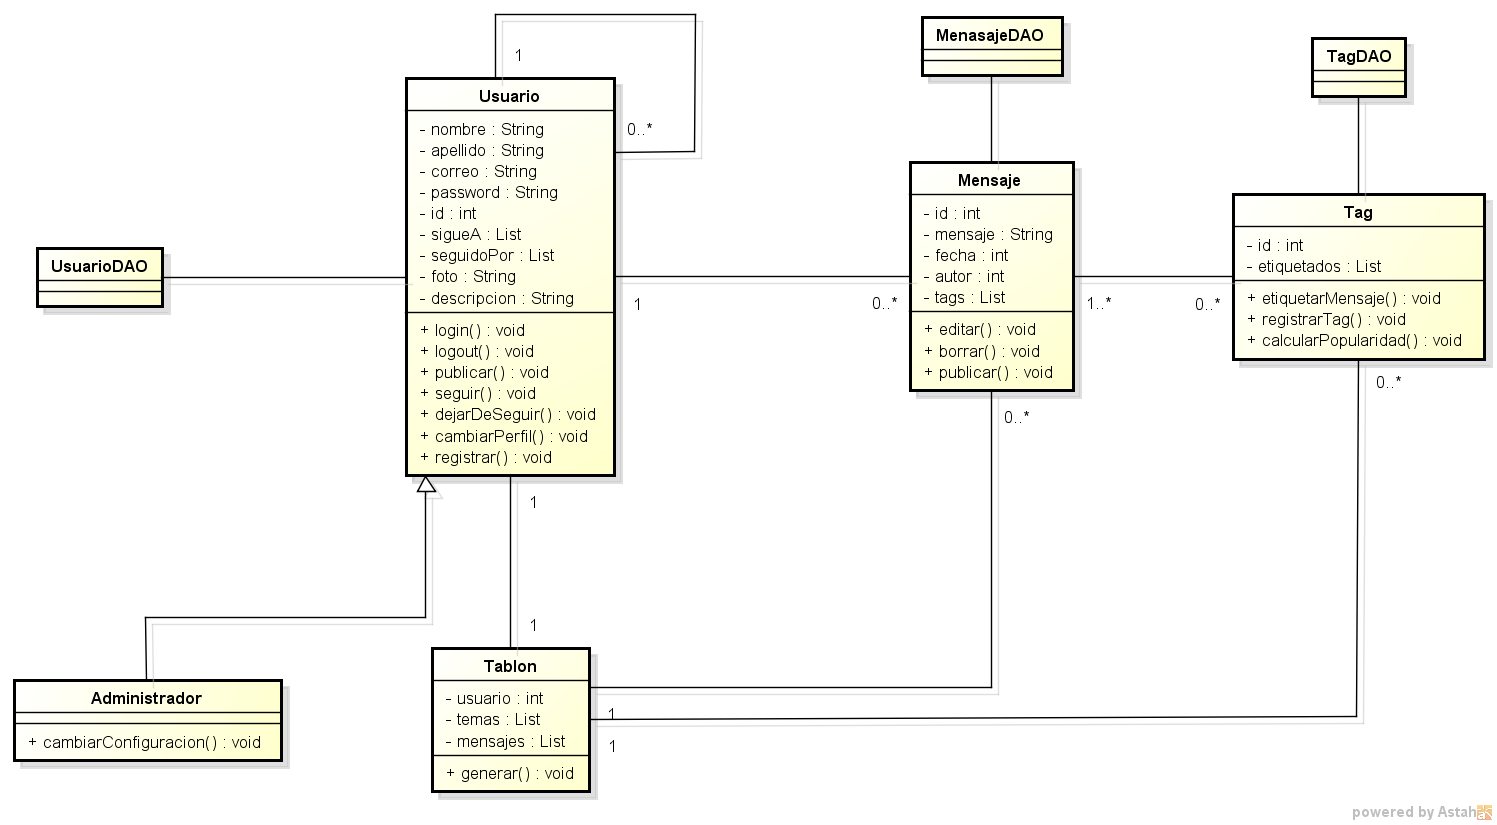 1
Usuario
- nombre : String
- apellido : String
- correo : String
- password : String
- id : int
- sigueA : List
- seguidoPor : List
- foto : String
- descripcion : String
+ login() : void
+ logout() : void
+ publicar() : void
+ seguir() : void
+ dejarDeSeguir() : void
+ cambiarPerfil() : void
+ registrar() : void
0..*
UsuarioDAO
MenasajeDAO
TagDAO
Mensaje
- id : int
- mensaje : String
- fecha : int
- autor : int
- tags : List
+ editar() : void
+ borrar() : void
+ publicar() : void
1
0..*
1..*
0..*
Tag
- id : int
- etiquetados : List
+ etiquetarMensaje() : void
+ registrarTag() : void
+ calcularPopularidad() : void
0..*
0..*
1
1
Administrador
+ cambiarConfiguracion() : void
Tablon
- usuario : int
- temas : List
- mensajes : List
+ generar() : void
1
1
powered by Astah